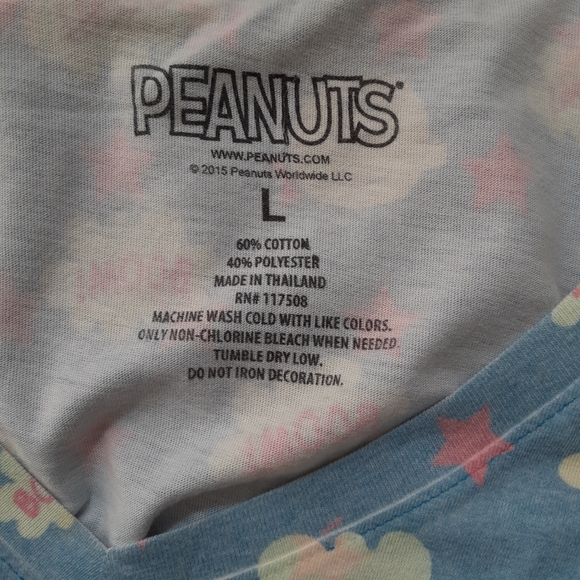 PEANUTS®
WWW.PEANUTS.COM
© 2015 Peanuts Worldwide LLC
L
60% COTTON
40% POLYESTER
MADE IN THAILAND
RN# 117508
MACHINE WASH COLD WITH LIKE COLORS.
ONLY NON-CHLORINE BLEACH WHEN NEEDED.
TUMBLE DRY LOW.
DO NOT IRON DECORATION.